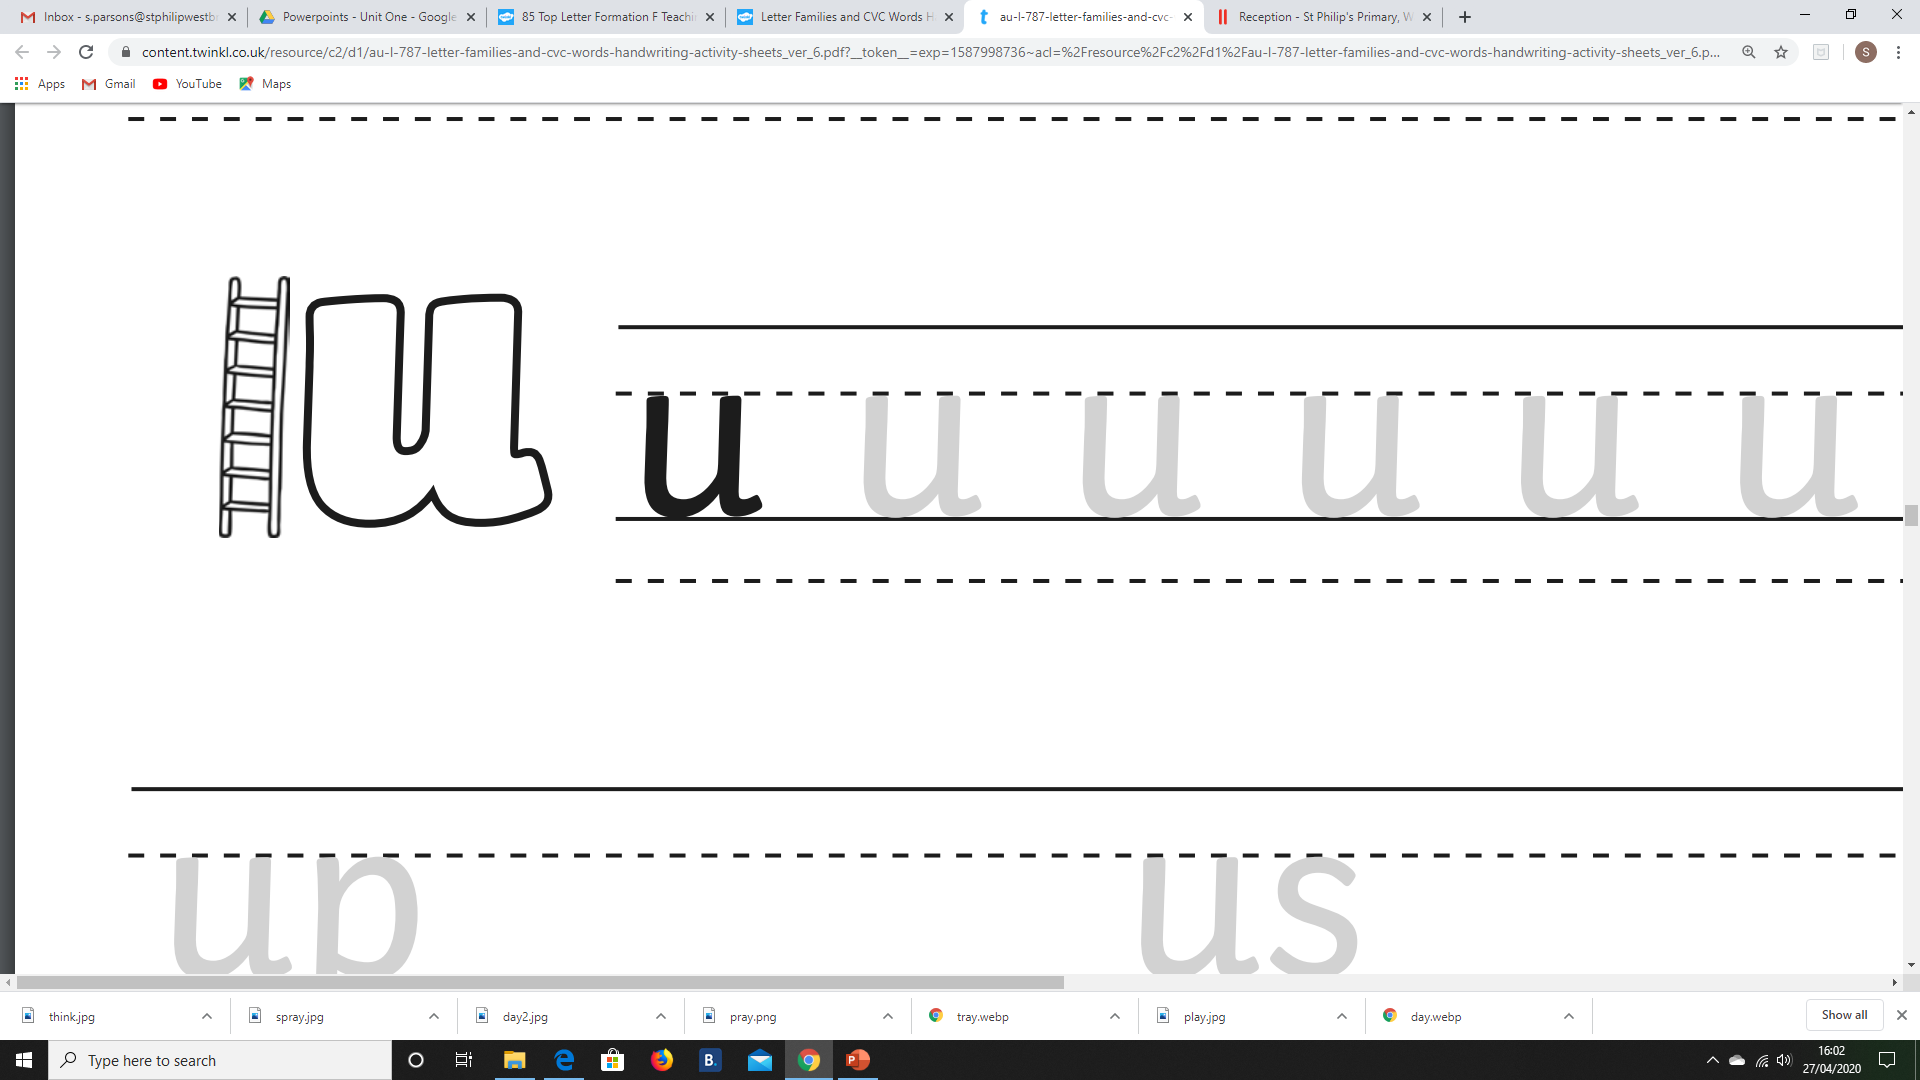 Inbox - s.parsons@stphilipwestbr
Powerpoints - Unit One - Google
85 Top Letter Formation F Teachi
Letter Families and CVC Words H
au-l-787-letter-families-and-cvc-
Reception - St Philip's Primary, W
content.twinkl.co.uk/resource/c2/d1/au-l-787-letter-families-and-cvc-words-handwriting-activity-sheets_ver_6.pdf?__token__=exp=1587998736~acl=%2Fresource%2Fc2%2Fd1%2Fau-l-787-letter-families-and-cvc-words-handwriting-activity-sheets_ver_6.p...
S
Apps Gmail YouTube Maps
u
u u u u u u
up us
think.jpg spray.jpg day2.jpg pray.png tray.webp play.jpg day.webp Show all
Type here to search
B.
16:02
27/04/2020